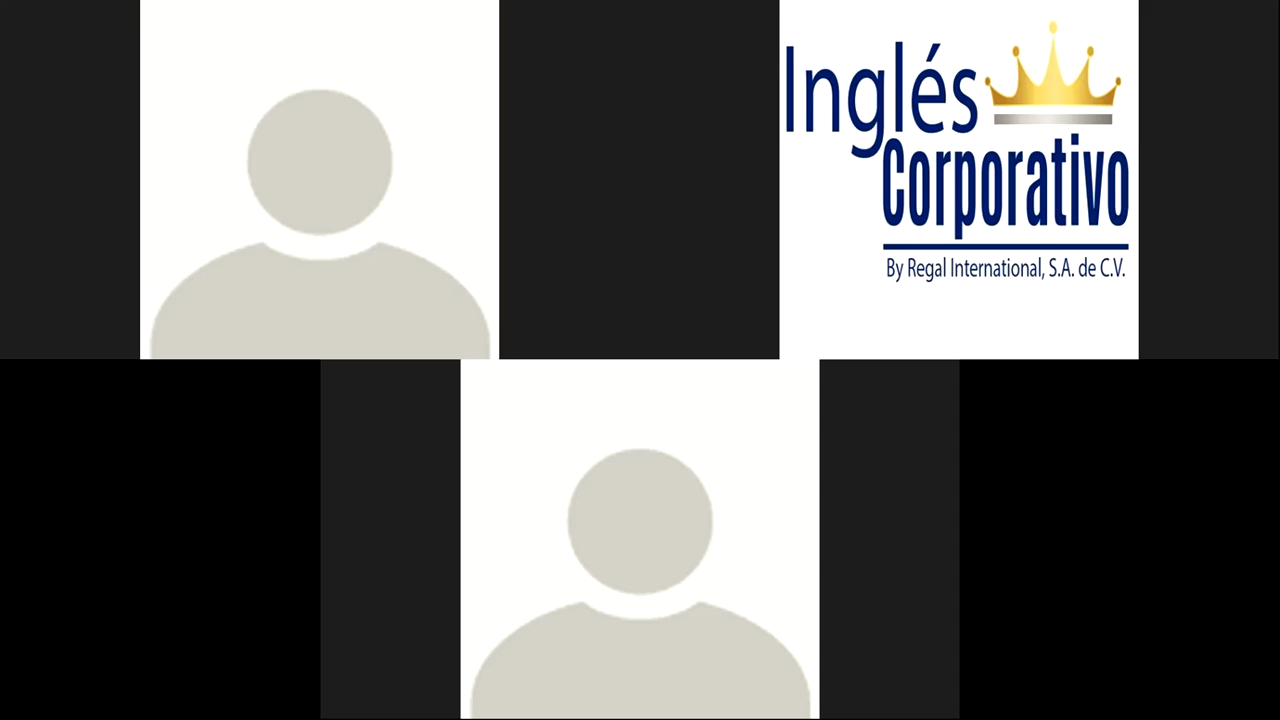 Inglés
Corporativo
By Regal International, S.A. de C.V.